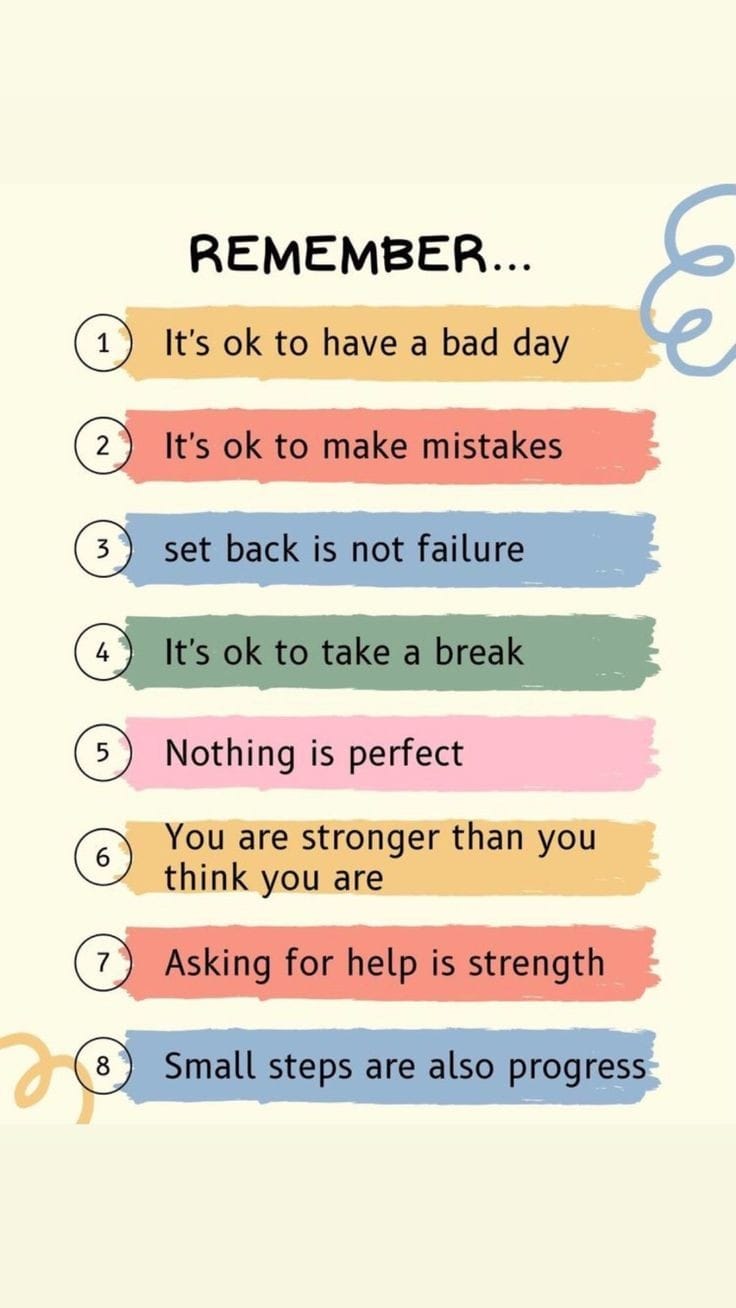 REMEMBER...
1 It's ok to have a bad day
2 It's ok to make mistakes
3 set back is not failure
4 It's ok to take a break
5 Nothing is perfect
6 You are stronger than you
think you are
7 Asking for help is strength
8 Small steps are also progress